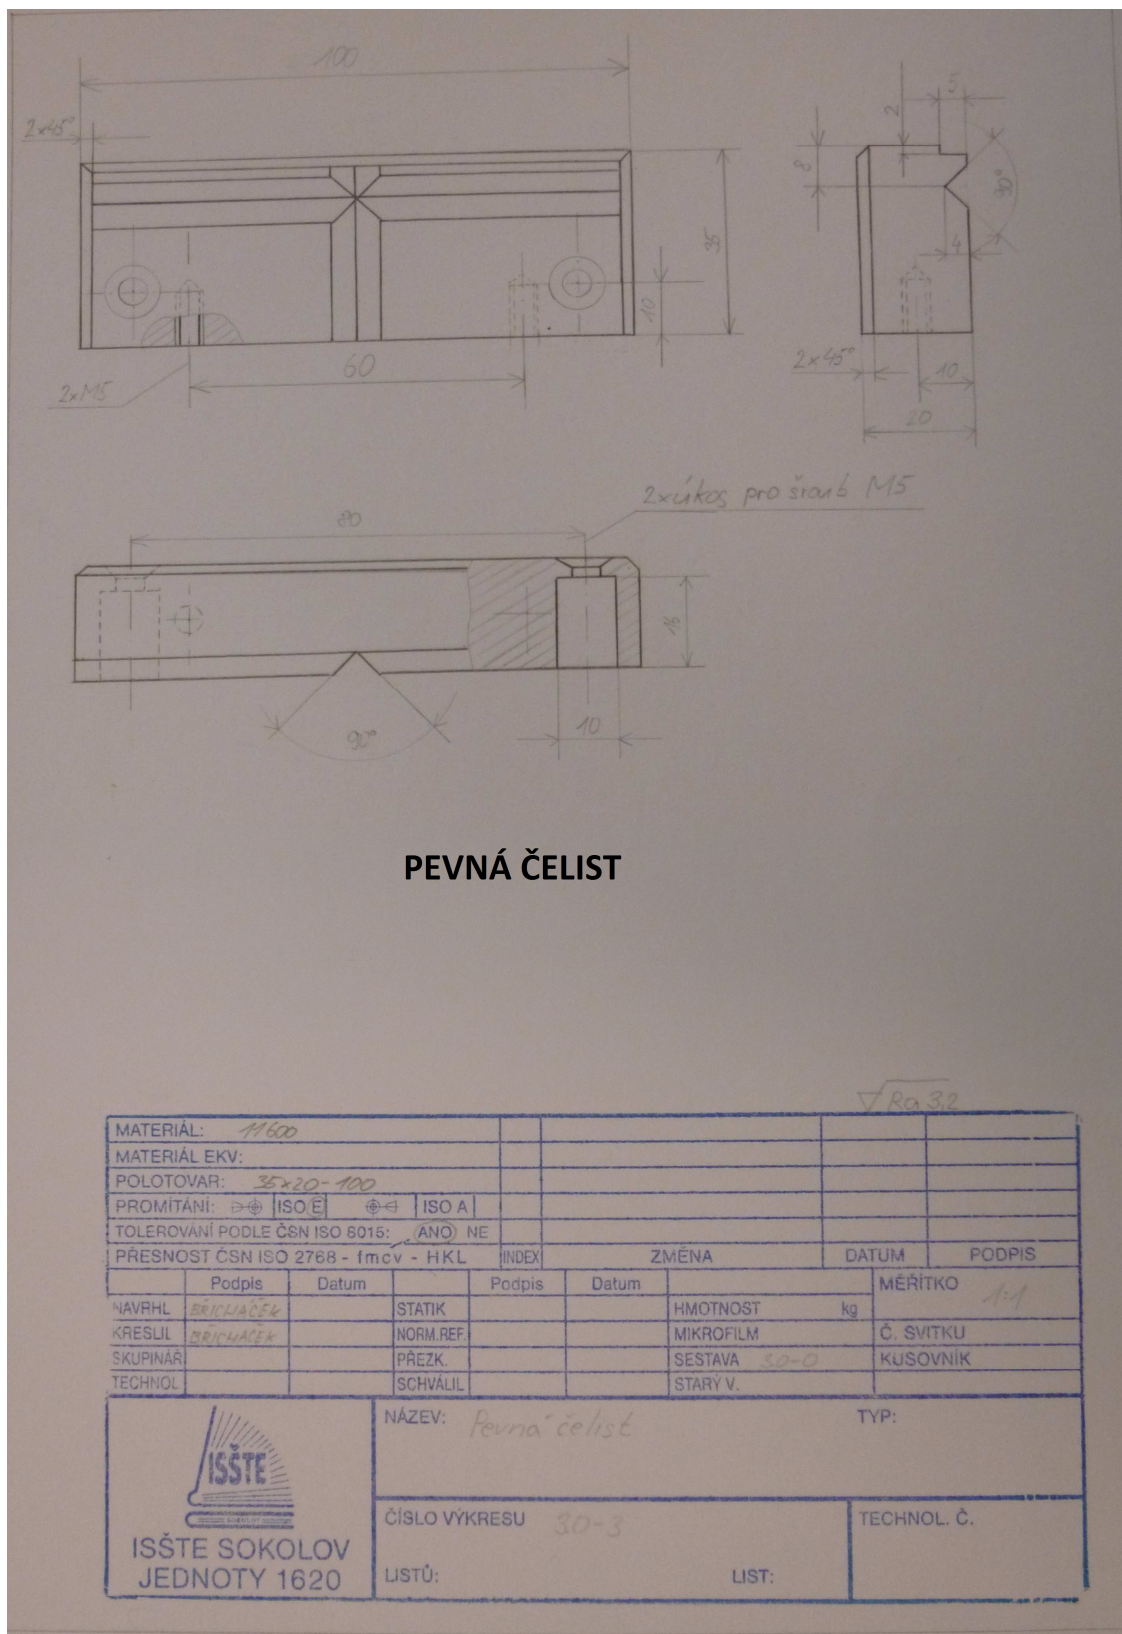 100
2x45°
2
5
8
90°
35
4
10
60
2xM5
2x45°
10
20
2xúkos pro šroub M5
80
16
10
90°
PEVNÁ ČELIST
Ra 3,2
MATERIÁL: 11600
MATERIÁL EKV:
POLOTOVAR: 35x20-100
PROMÍTÁNÍ: ISO E ISO A
TOLEROVÁNÍ PODLE ČSN ISO 8015: ANO NE
PŘESNOST ČSN ISO 2768 - fmcv - HKL INDEX ZMĚNA DATUM PODPIS
Podpis Datum Podpis Datum MĚŘÍTKO 1:1
NAVRHL BŘICHÁČEK STATIK HMOTNOST kg
KRESLIL BŘICHÁČEK NORM.REF. MIKROFILM Č. SVITKU
SKUPINÁŘ PŘEZK. SESTAVA 30-0 KUSOVNÍK
TECHNOL SCHVÁLIL STARÝ V.
NÁZEV: Pevná čelist TYP:
ISŠTE
ISŠTE SOKOLOV
JEDNOTY 1620
ČÍSLO VÝKRESU 30-3 TECHNOL. Č.
LISTŮ: LIST: